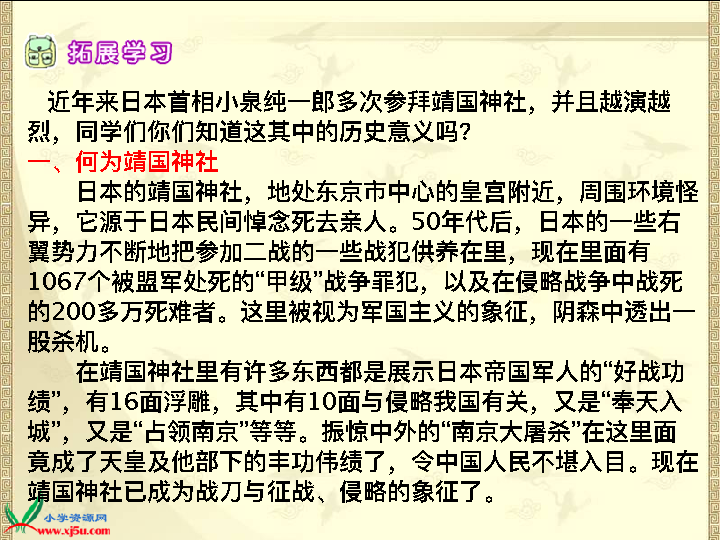 拓展学习
近年来日本首相小泉纯一郎多次参拜靖国神社，并且越演越
烈，同学们你们知道这其中的历史意义吗？
一、何为靖国神社
日本的靖国神社，地处东京市中心的皇宫附近，周围环境怪
异，它源于日本民间悼念死去亲人。50年代后，日本的一些右
翼势力不断地把参加二战的一些战犯供养在里，现在里面有
1067个被盟军处死的“甲级”战争罪犯，以及在侵略战争中战死
的200多万死难者。这里被视为军国主义的象征，阴森中透出一
股杀机。
在靖国神社里有许多东西都是展示日本帝国军人的“好战功
绩”，有16面浮雕，其中有10面与侵略我国有关，又是“奉天入
城”，又是“占领南京”等等。振惊中外的“南京大屠杀”在这里面
竟成了天皇及他部下的丰功伟绩了，令中国人民不堪入目。现在
靖国神社已成为战刀与征战、侵略的象征了。
小学资源网
www.xj5u.com